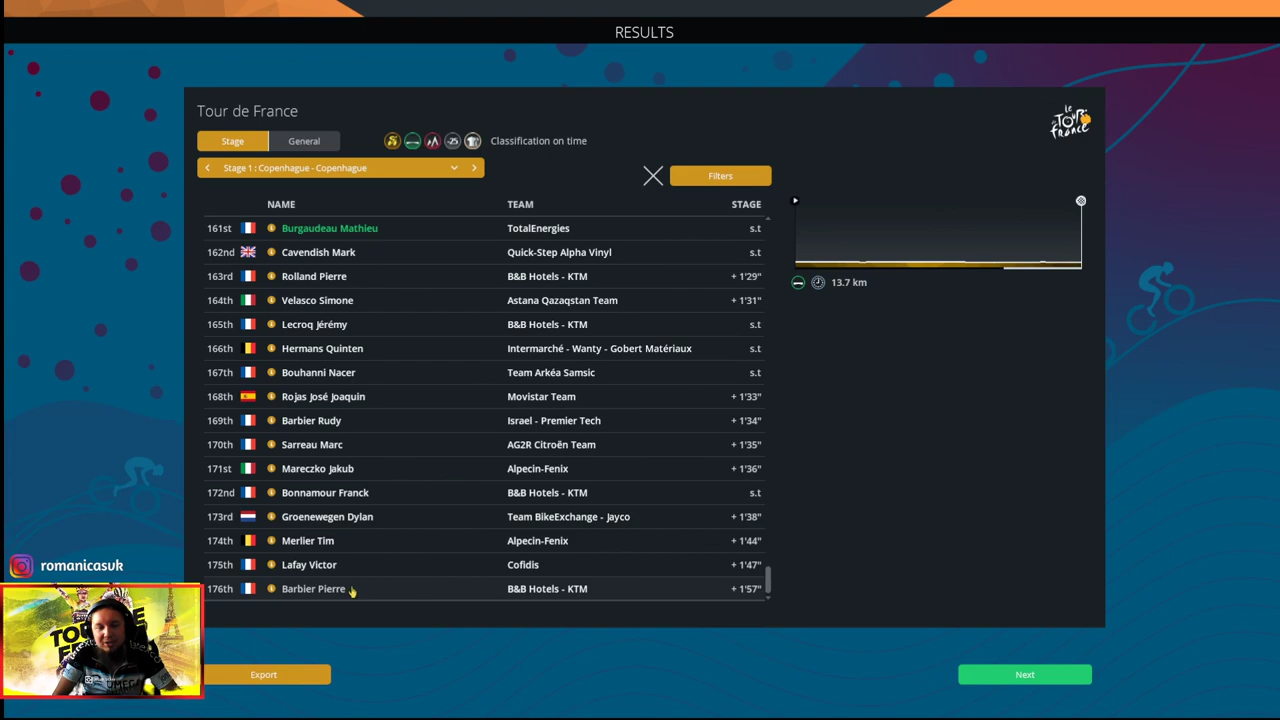 RESULTS
Tour de France
LE TOUR DE FRANCE
Stage General Classification on time
Stage 1 : Copenhague - Copenhague
Filters
NAME TEAM STAGE
161st Burgaudeau Mathieu TotalEnergies s.t
162nd Cavendish Mark Quick-Step Alpha Vinyl s.t
163rd Rolland Pierre B&B Hotels - KTM + 1'29"
164th Velasco Simone Astana Qazaqstan Team + 1'31"
165th Lecroq Jérémy B&B Hotels - KTM s.t
166th Hermans Quinten Intermarché - Wanty - Gobert Matériaux s.t
167th Bouhanni Nacer Team Arkéa Samsic s.t
168th Rojas José Joaquin Movistar Team + 1'33"
169th Barbier Rudy Israel - Premier Tech + 1'34"
170th Sarreau Marc AG2R Citroën Team + 1'35"
171st Mareczko Jakub Alpecin-Fenix + 1'36"
172nd Bonnamour Franck B&B Hotels - KTM s.t
173rd Groenewegen Dylan Team BikeExchange - Jayco + 1'38"
174th Merlier Tim Alpecin-Fenix + 1'44"
175th Lafay Victor Cofidis + 1'47"
176th Barbier Pierre B&B Hotels - KTM + 1'57"
13.7 km
romanicasuk
Export
Next